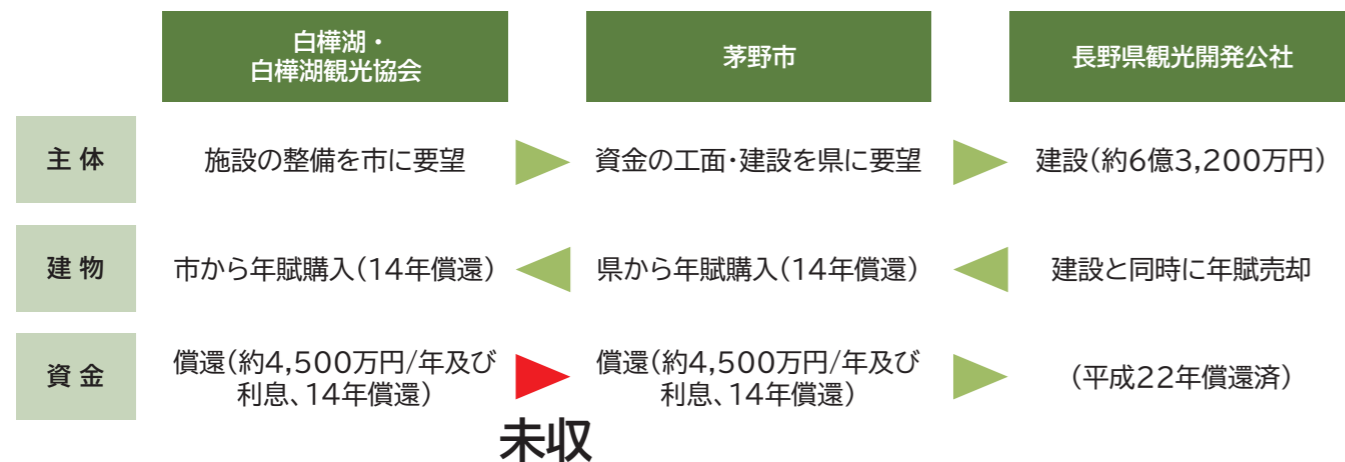 白樺湖・
白樺湖観光協会
茅野市
長野県観光開発公社
主体
施設の整備を市に要望
資金の工面・建設を県に要望
建設(約6億3,200万円)
建物
市から年賦購入(14年償還)
県から年賦購入(14年償還)
建設と同時に年賦売却
資金
償還(約4,500万円/年及び
利息、14年償還)
償還(約4,500万円/年及び
利息、14年償還)
(平成22年償還済)
未収